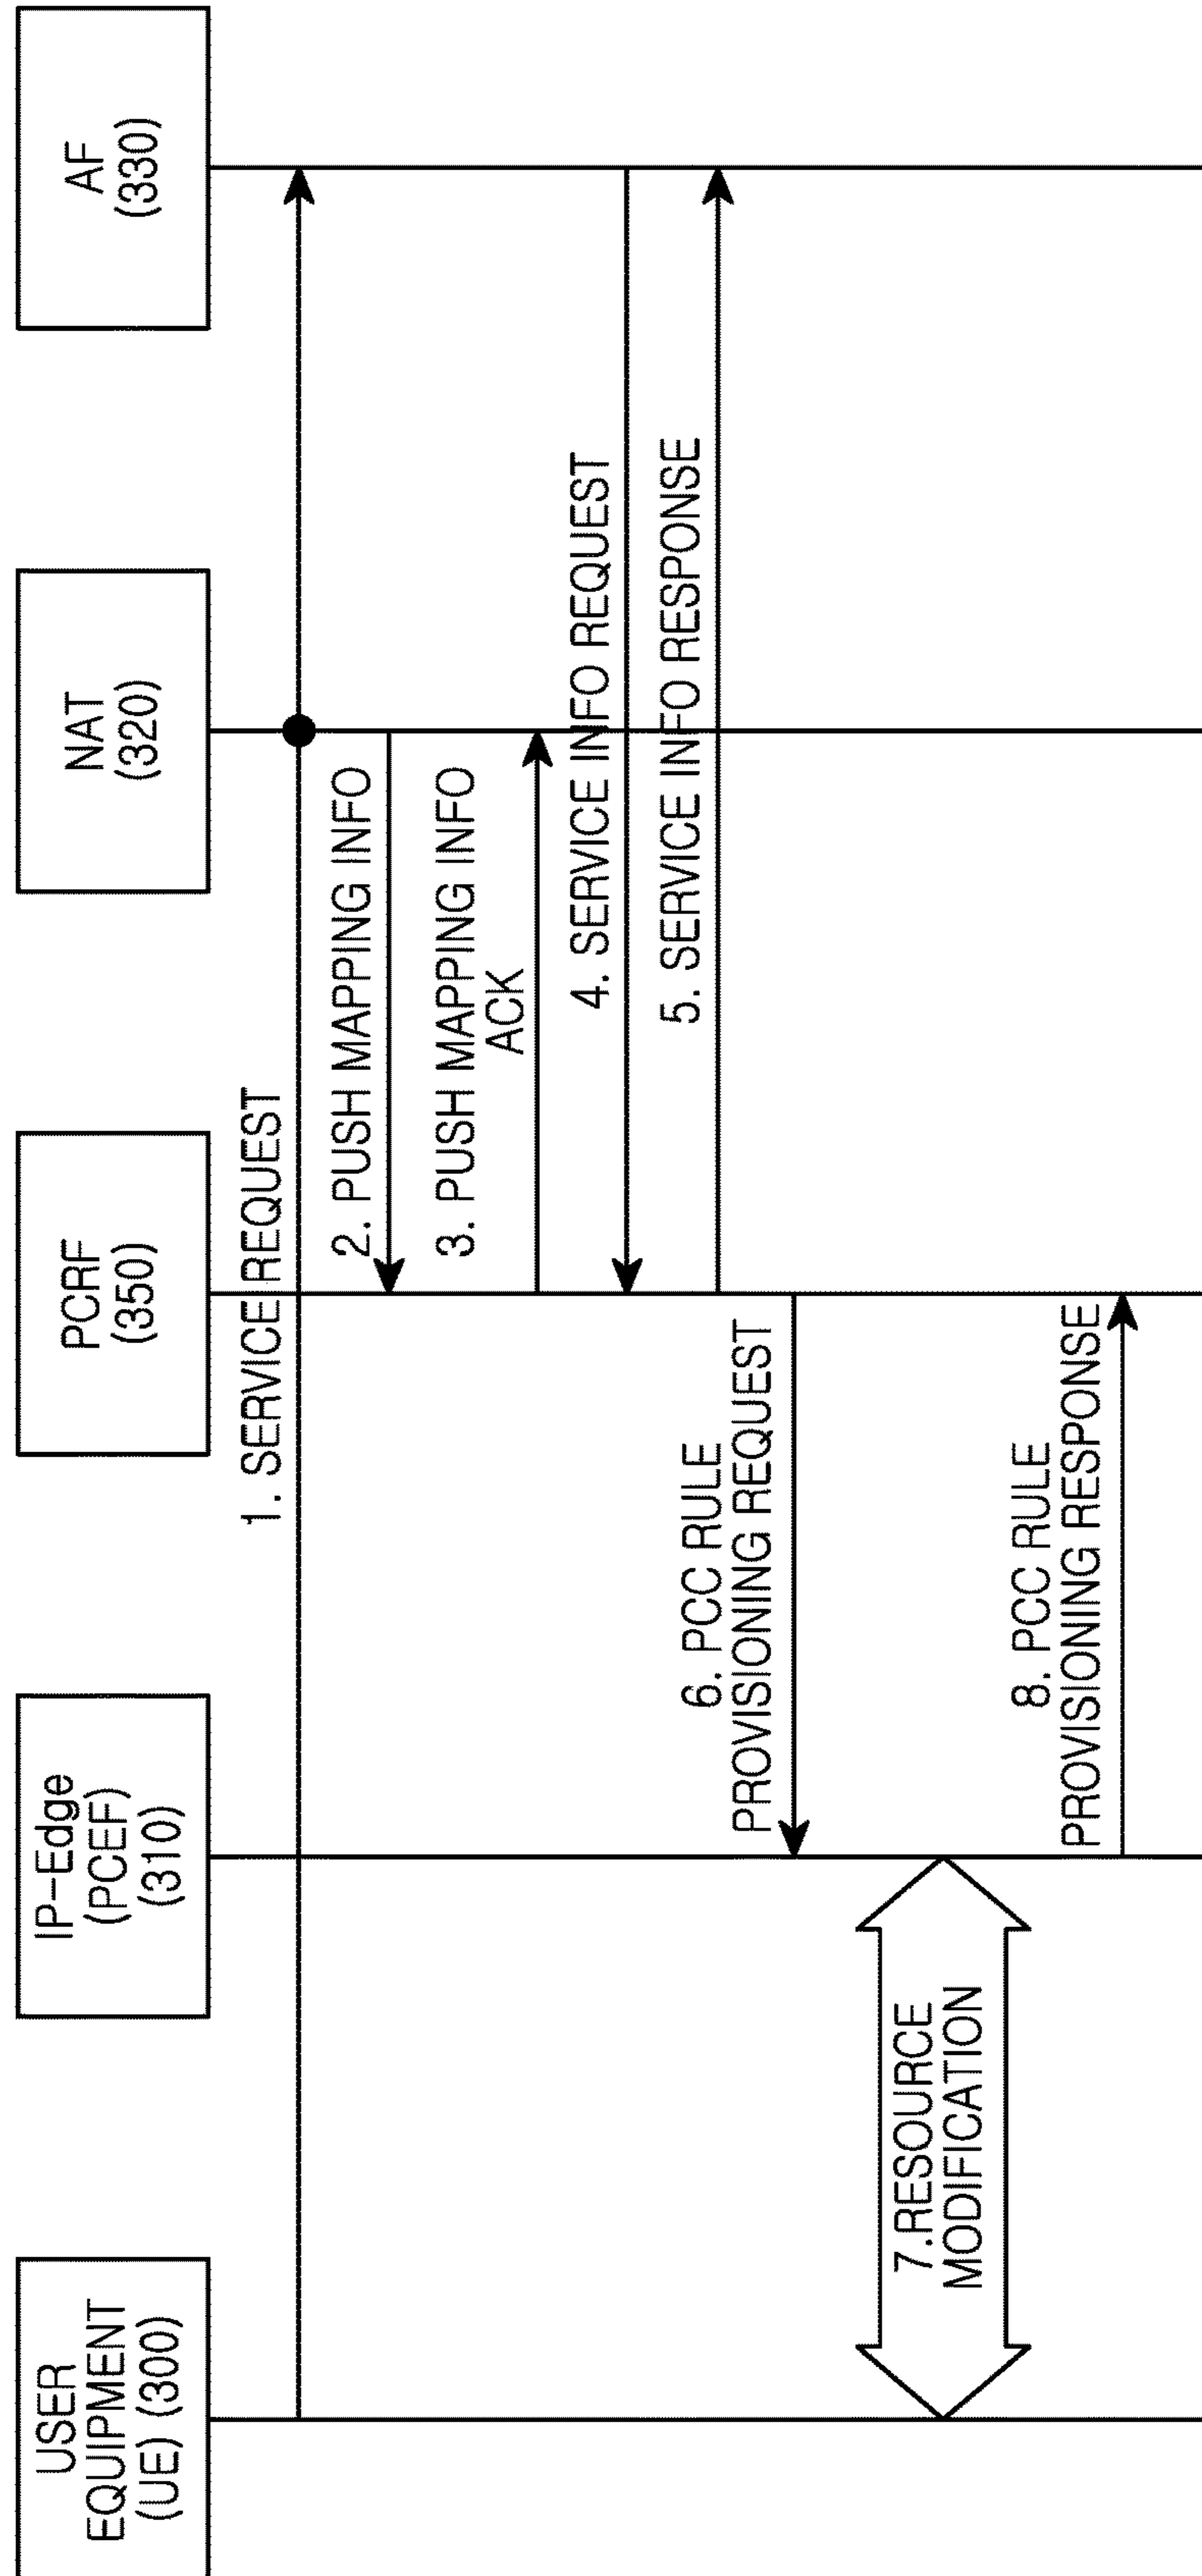 USER
EQUIPMENT
(UE) (300)
IP-Edge
(PCEF)
(310)
PCRF
(350)
NAT
(320)
AF
(330)
1. SERVICE REQUEST
2. PUSH MAPPING INFO
3. PUSH MAPPING INFO
ACK
4. SERVICE INFO REQUEST
5. SERVICE INFO RESPONSE
6. PCC RULE
PROVISIONING REQUEST
7.RESOURCE
MODIFICATION
8. PCC RULE
PROVISIONING RESPONSE